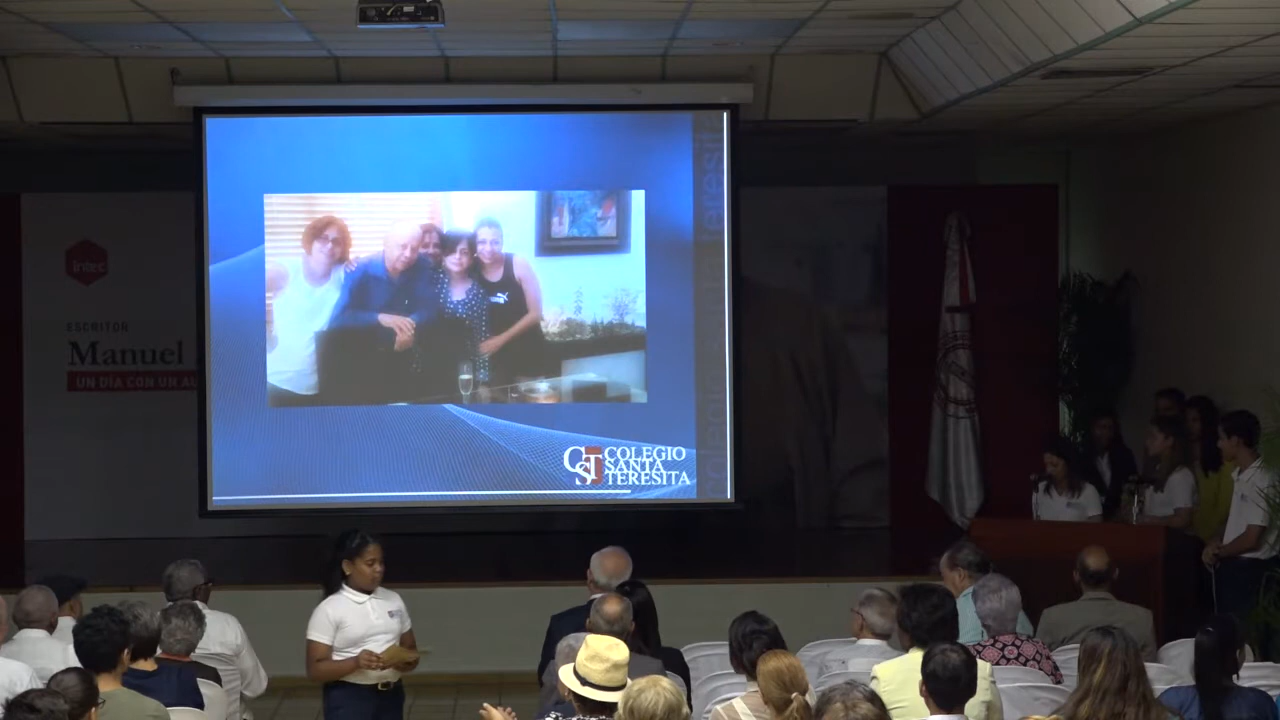 intec
ESCRITOR
Manuel
UN DÍA CON UN AU
CST
COLEGIO
SANTA
TERESITA